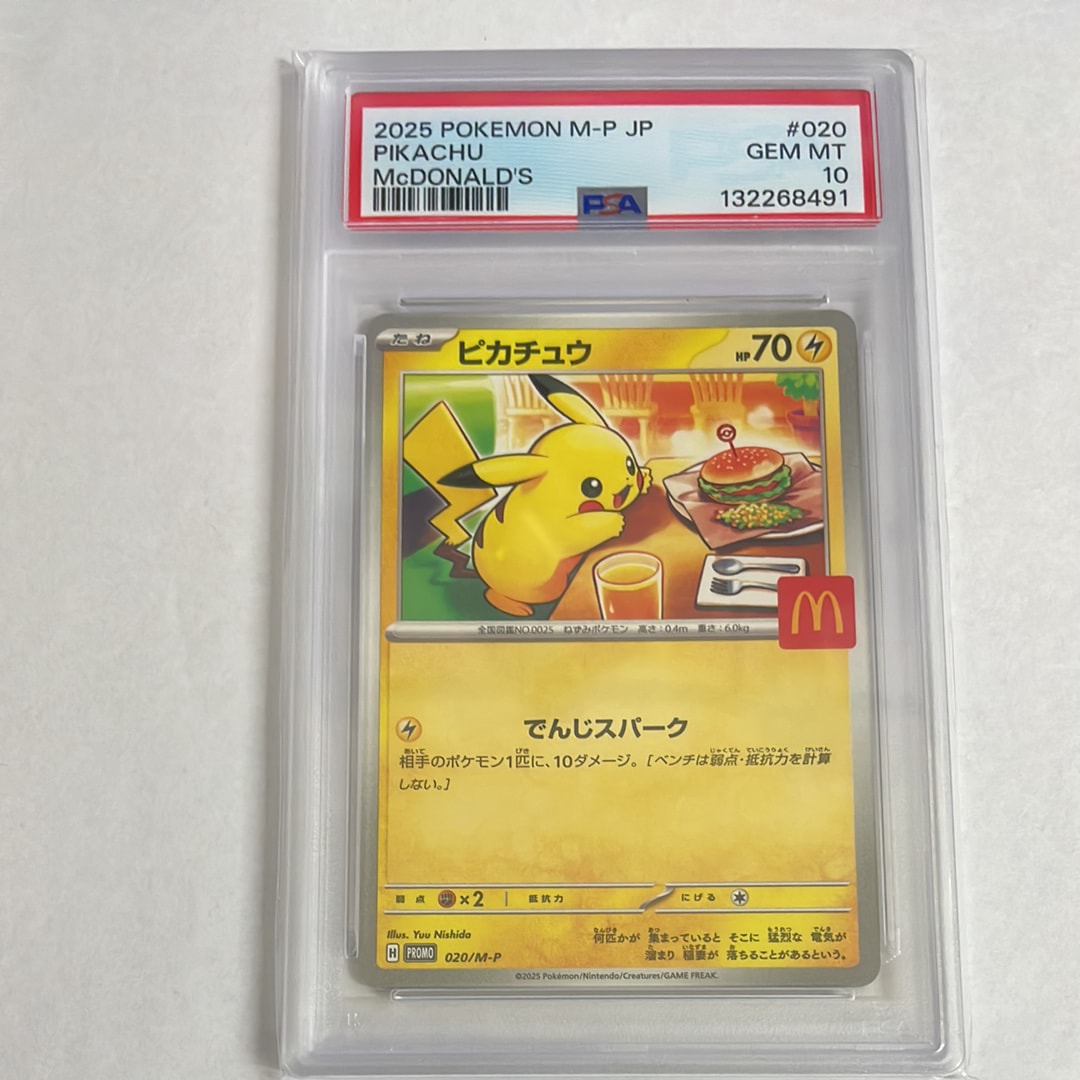 2025 POKEMON M-P JP #020
PIKACHU GEM MT
McDONALD'S 10
PSA 132268491
たね ピカチュウ HP70
全国図鑑NO.0025 ねずみポケモン 高さ:0.4m 重さ:6.0kg
でんじスパーク
相手のポケモン1匹に、10ダメージ。[ベンチは弱点・抵抗力を計算
しない。]
弱点 ×2 抵抗力 にげる
Illus. Yuu Nishida
何匹かが 集まっていると そこに 猛烈な 電気が
溜まり 稲妻が 落ちることがあるという。
H PROMO 020/M-P
©2025 Pokémon/Nintendo/Creatures/GAME FREAK.